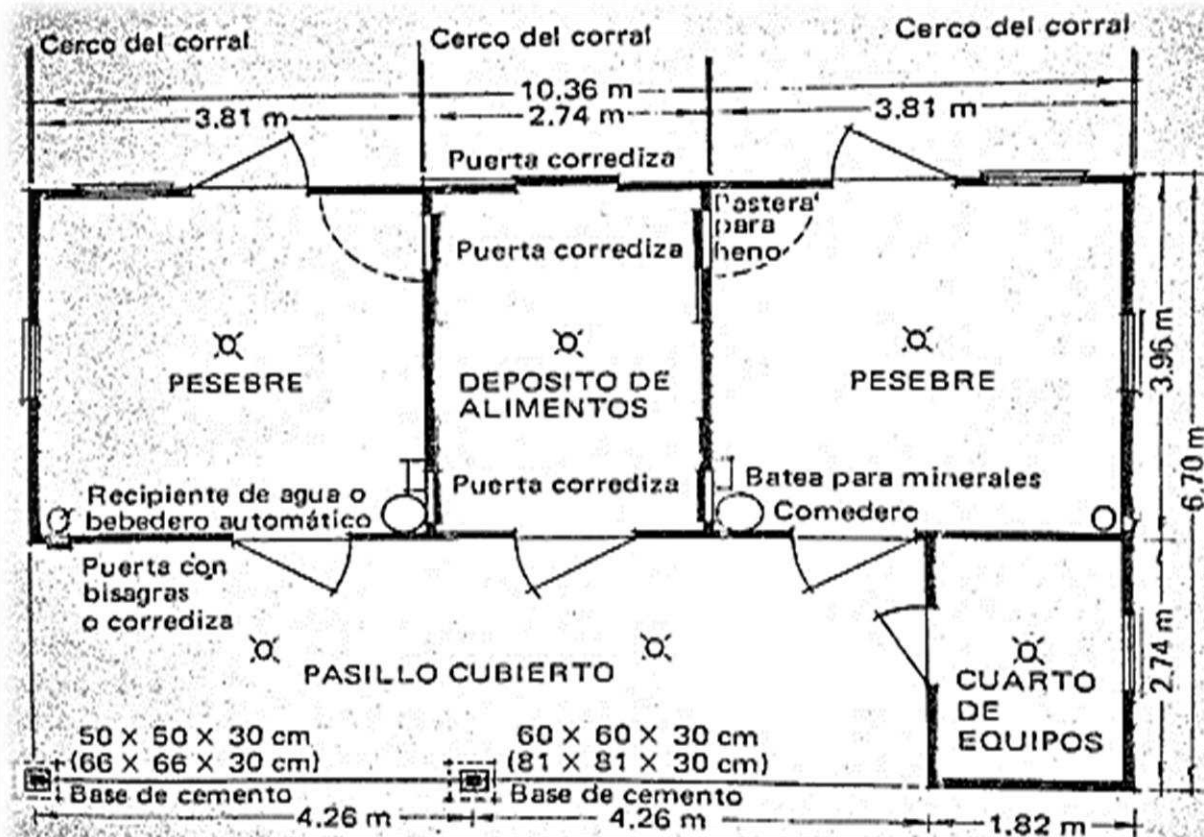 Cerco del corral
Cerco del corral
Cerco del corral
10.36 m
3.81 m
2.74 m
3.81 m
Puerta corrediza
Puerta corrediza
para
heno
PESEBRE
DEPOSITO DE
ALIMENTOS
PESEBRE
3.96 m
6.70 m
Puerta corrediza
Batea para minerales
Comedero
Recipiente de agua o
bebedero automático
Puerta con
bisagras
o corrediza
PASILLO CUBIERTO
CUARTO
DE
EQUIPOS
2.74 m
50 X 50 X 30 cm
(66 X 66 X 30 cm)
Base de cemento
60 X 60 X 30 cm
(81 X 81 X 30 cm)
Base de cemento
4.26 m
4.26 m
1.82 m